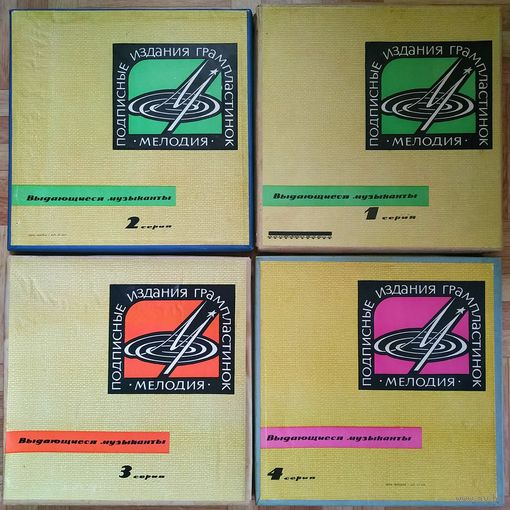 ПОДПИСНЫЕ ИЗДАНИЯ ГРАМПЛАСТИНОК
· МЕЛОДИЯ ·
Выдающиеся музыканты
2 серия
ПОДПИСНЫЕ ИЗДАНИЯ ГРАМПЛАСТИНОК
· МЕЛОДИЯ ·
Выдающиеся музыканты
1 серия
ПОДПИСНЫЕ ИЗДАНИЯ ГРАМПЛАСТИНОК
· МЕЛОДИЯ ·
Выдающиеся музыканты
3 серия
ПОДПИСНЫЕ ИЗДАНИЯ ГРАМПЛАСТИНОК
· МЕЛОДИЯ ·
Выдающиеся музыканты
4 серия